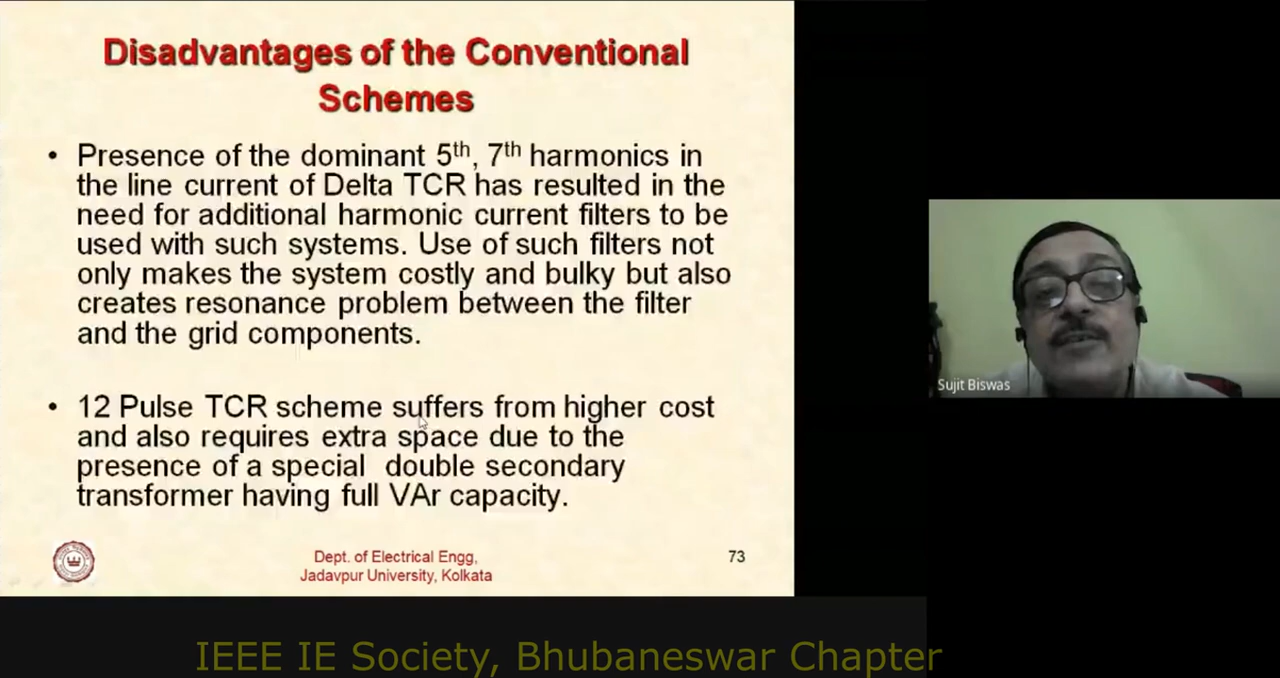 Disadvantages of the Conventional
Schemes
• Presence of the dominant 5th, 7th harmonics in
the line current of Delta TCR has resulted in the
need for additional harmonic current filters to be
used with such systems. Use of such filters not
only makes the system costly and bulky but also
creates resonance problem between the filter
and the grid components.
• 12 Pulse TCR scheme suffers from higher cost
and also requires extra space due to the
presence of a special double secondary
transformer having full VAr capacity.
Dept. of Electrical Engg,
Jadavpur University, Kolkata
73
Sujit Biswas
IEEE IE Society, Bhubaneswar Chapter